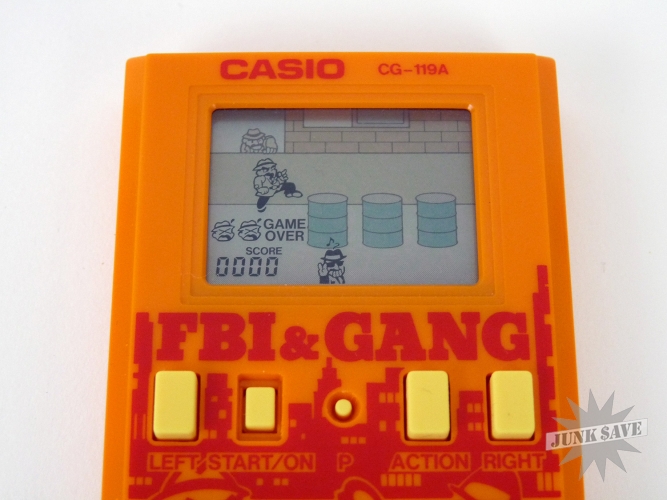 CASIO CG-119A
GAME
OVER
SCORE
0000
FBI&GANG
LEFT START/ON P ACTION RIGHT
JUNK SAVE